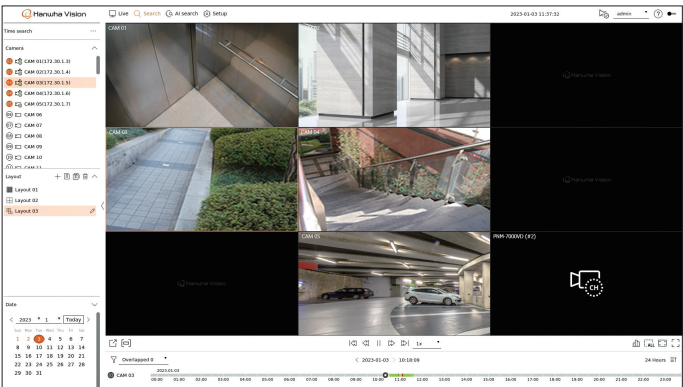 Hanwha Vision
Live Search AI search Setup
2023-01-03 11:37:32
admin
Time search
Camera
CAM 01(172.30.1.3)
CAM 02(172.30.1.4)
CAM 03(172.30.1.5)
CAM 04(172.30.1.6)
CAM 05(172.30.1.7)
CAM 06
CAM 07
CAM 08
CAM 09
CAM 10
Layout
Layout 01
Layout 02
Layout 03
CAM 01
Hanwha Vision
CAM 03
CAM 04
Hanwha Vision
Hanwha Vision
CAM 05
PNM-7000VD (#2)
CH
Date
2023 1 Today
Sun Mon Tue Wed Thu Fri Sat
1 2 3 4 5 6 7
8 9 10 11 12 13 14
15 16 17 18 19 20 21
22 23 24 25 26 27 28
29 30 31
1x
ALL
Overlapped 0
2023-01-03 10:18:09
24 Hours
CAM 03
2023.01-03
00:00 01:00 02:00 03:00 04:00 05:00 06:00 07:00 08:00 09:00 10:00 11:00 12:00 13:00 14:00 15:00 16:00 17:00 18:00 19:00 20:00 21:00 22:00 23:00